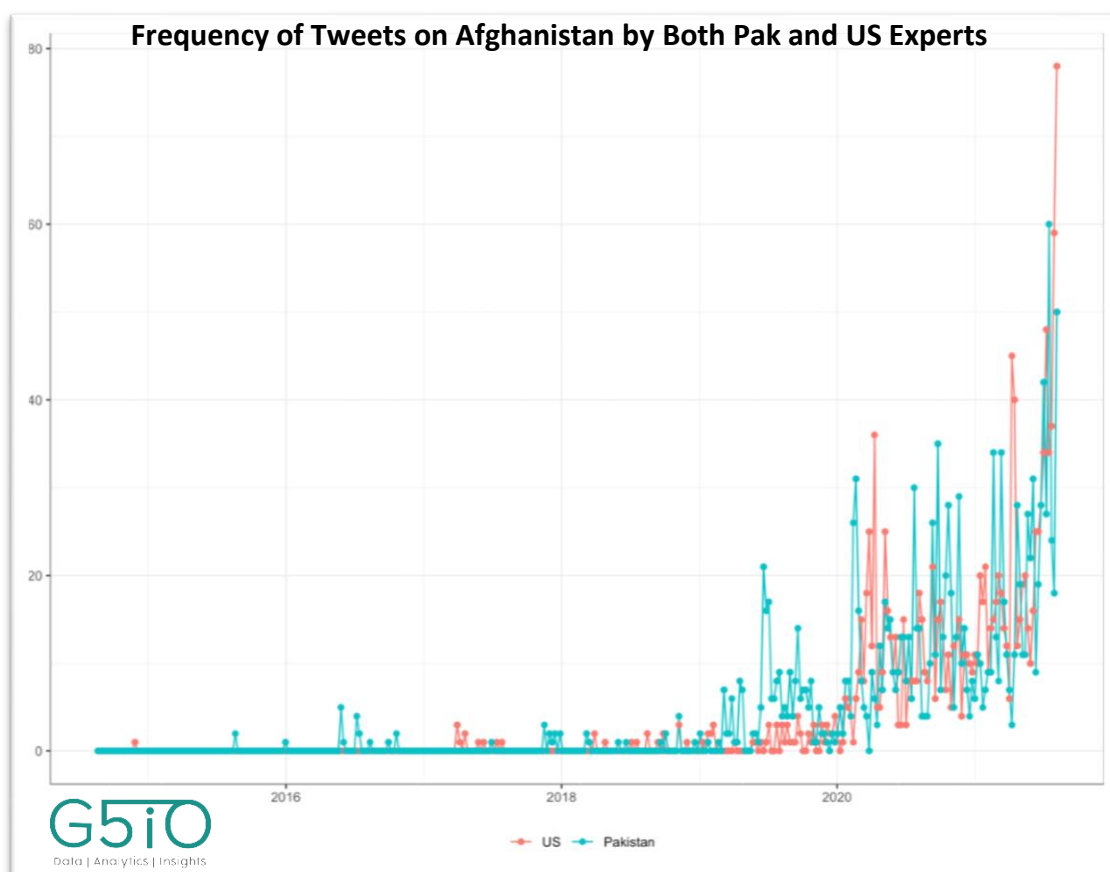 Frequency of Tweets on Afghanistan by Both Pak and US Experts
80
60
40
20
0
2016 2018 2020
US Pakistan
G5iO
Data | Analytics | Insights